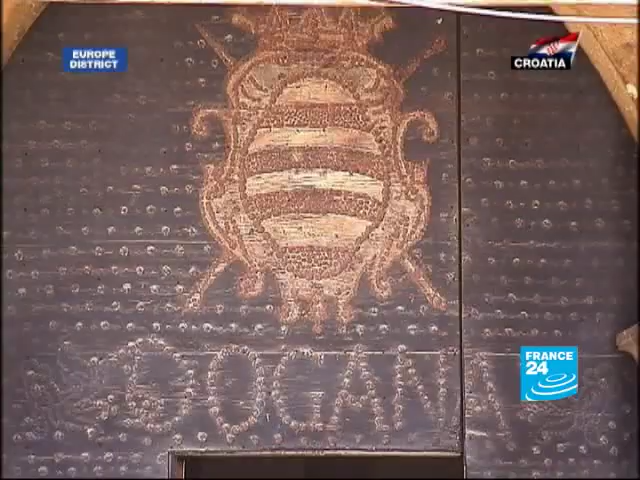 EUROPE
DISTRICT
CROATIA
FRANCE
24
DOGANA